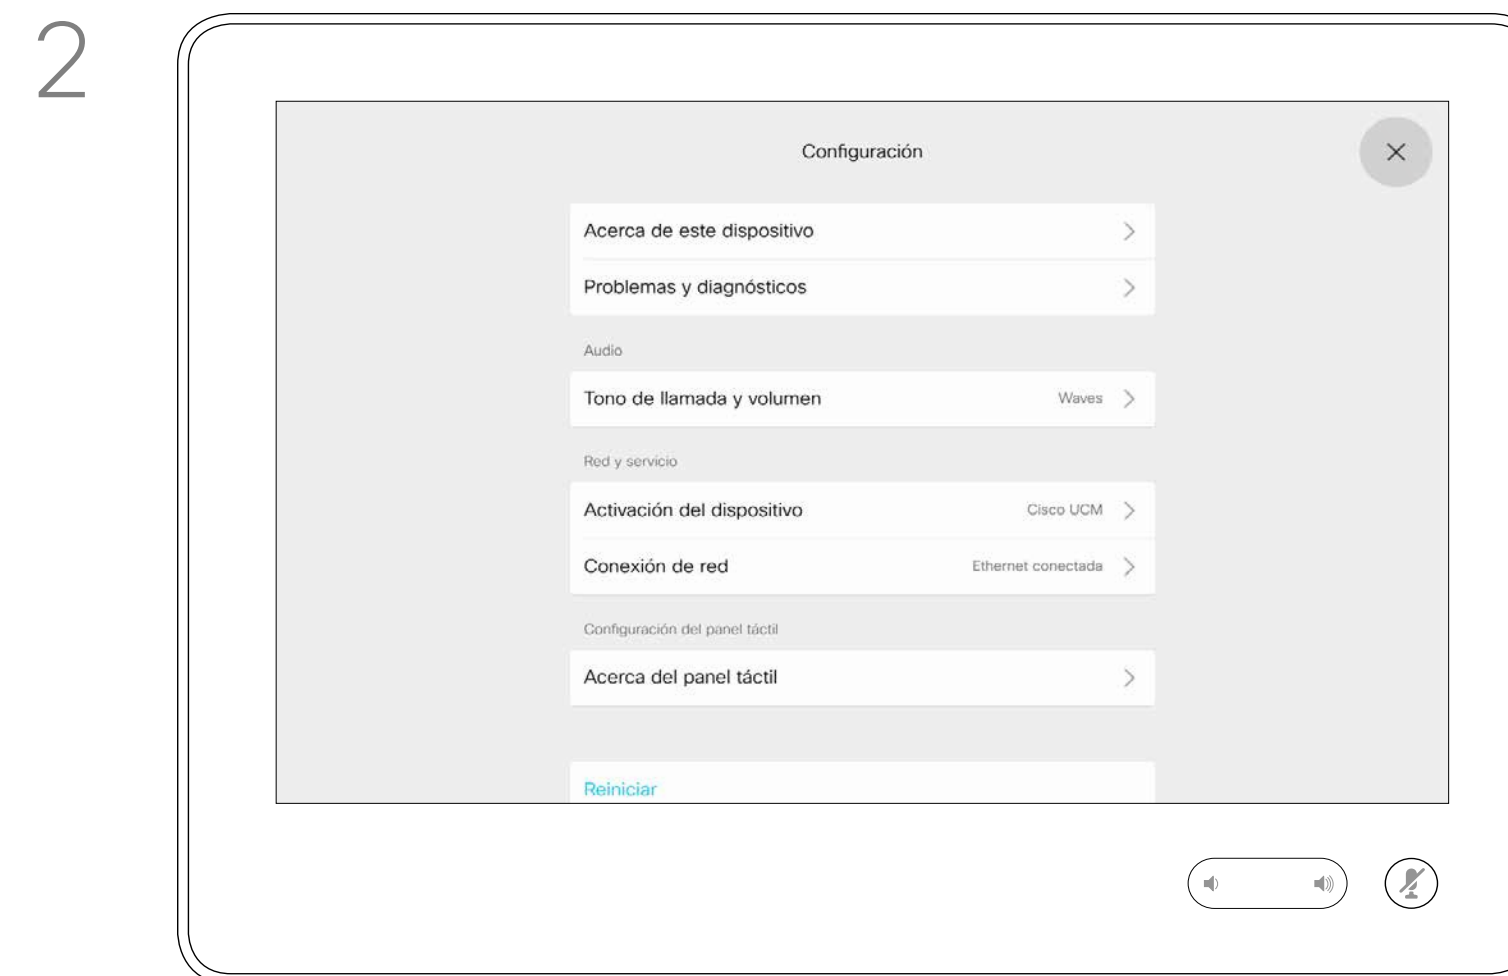 2
Configuración
Acerca de este dispositivo
Problemas y diagnósticos
Audio
Tono de llamada y volumen Waves
Red y servicio
Activación del dispositivo Cisco UCM
Conexión de red Ethernet conectada
Configuración del panel táctil
Acerca del panel táctil
Reiniciar